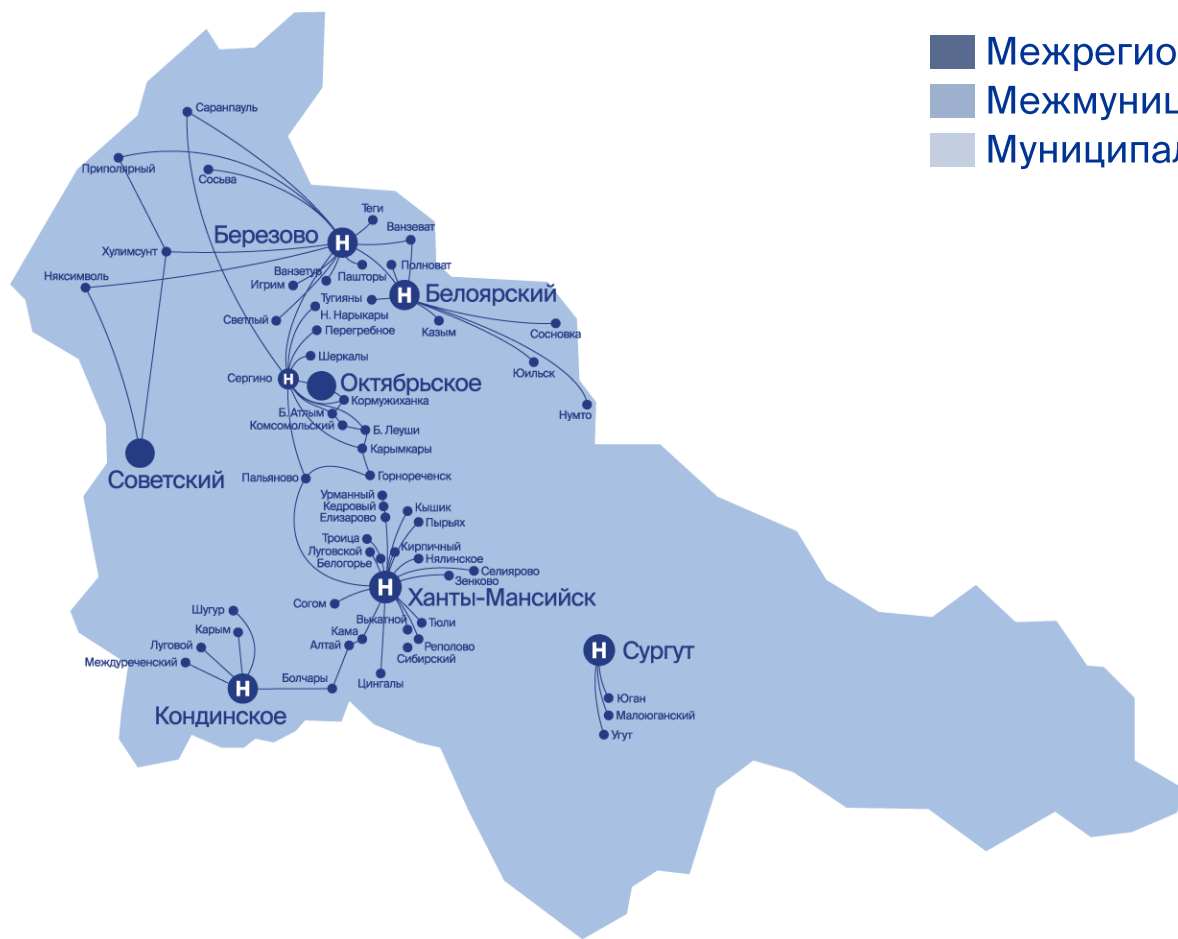 Межрегио
Межмуниц
Муниципал
Саранпауль
Приполярный
Сосьва
Теги
Березово
Н
Ванзеват
Хулимсунт
Няксимволь
Ванзетур
Полноват
Пашторы
Игрим
Н
Белоярский
Тугияны
Н. Нарыкары
Светлый
Перегребное
Казым
Сосновка
Шеркалы
Юильск
Сергино
Н
Октябрьское
Кормужиханка
Нумто
Б. Атлым
Комсомольский
Б. Леуши
Карымкары
Советский
Пальяново
Горнореченск
Урманный
Кедровый
Елизарово
Кышик
Пырьях
Троица
Луговской
Белогорье
Кирпичный
Нялинское
Селиярово
Зенково
Н
Ханты-Мансийск
Согом
Шугур
Выкатной
Тюли
Карым
Кама
Луговой
Алтай
Реполово
Сибирский
Н
Сургут
Междуреченский
Болчары
Цингалы
Н
Кондинское
Юган
Малоюганский
Угут